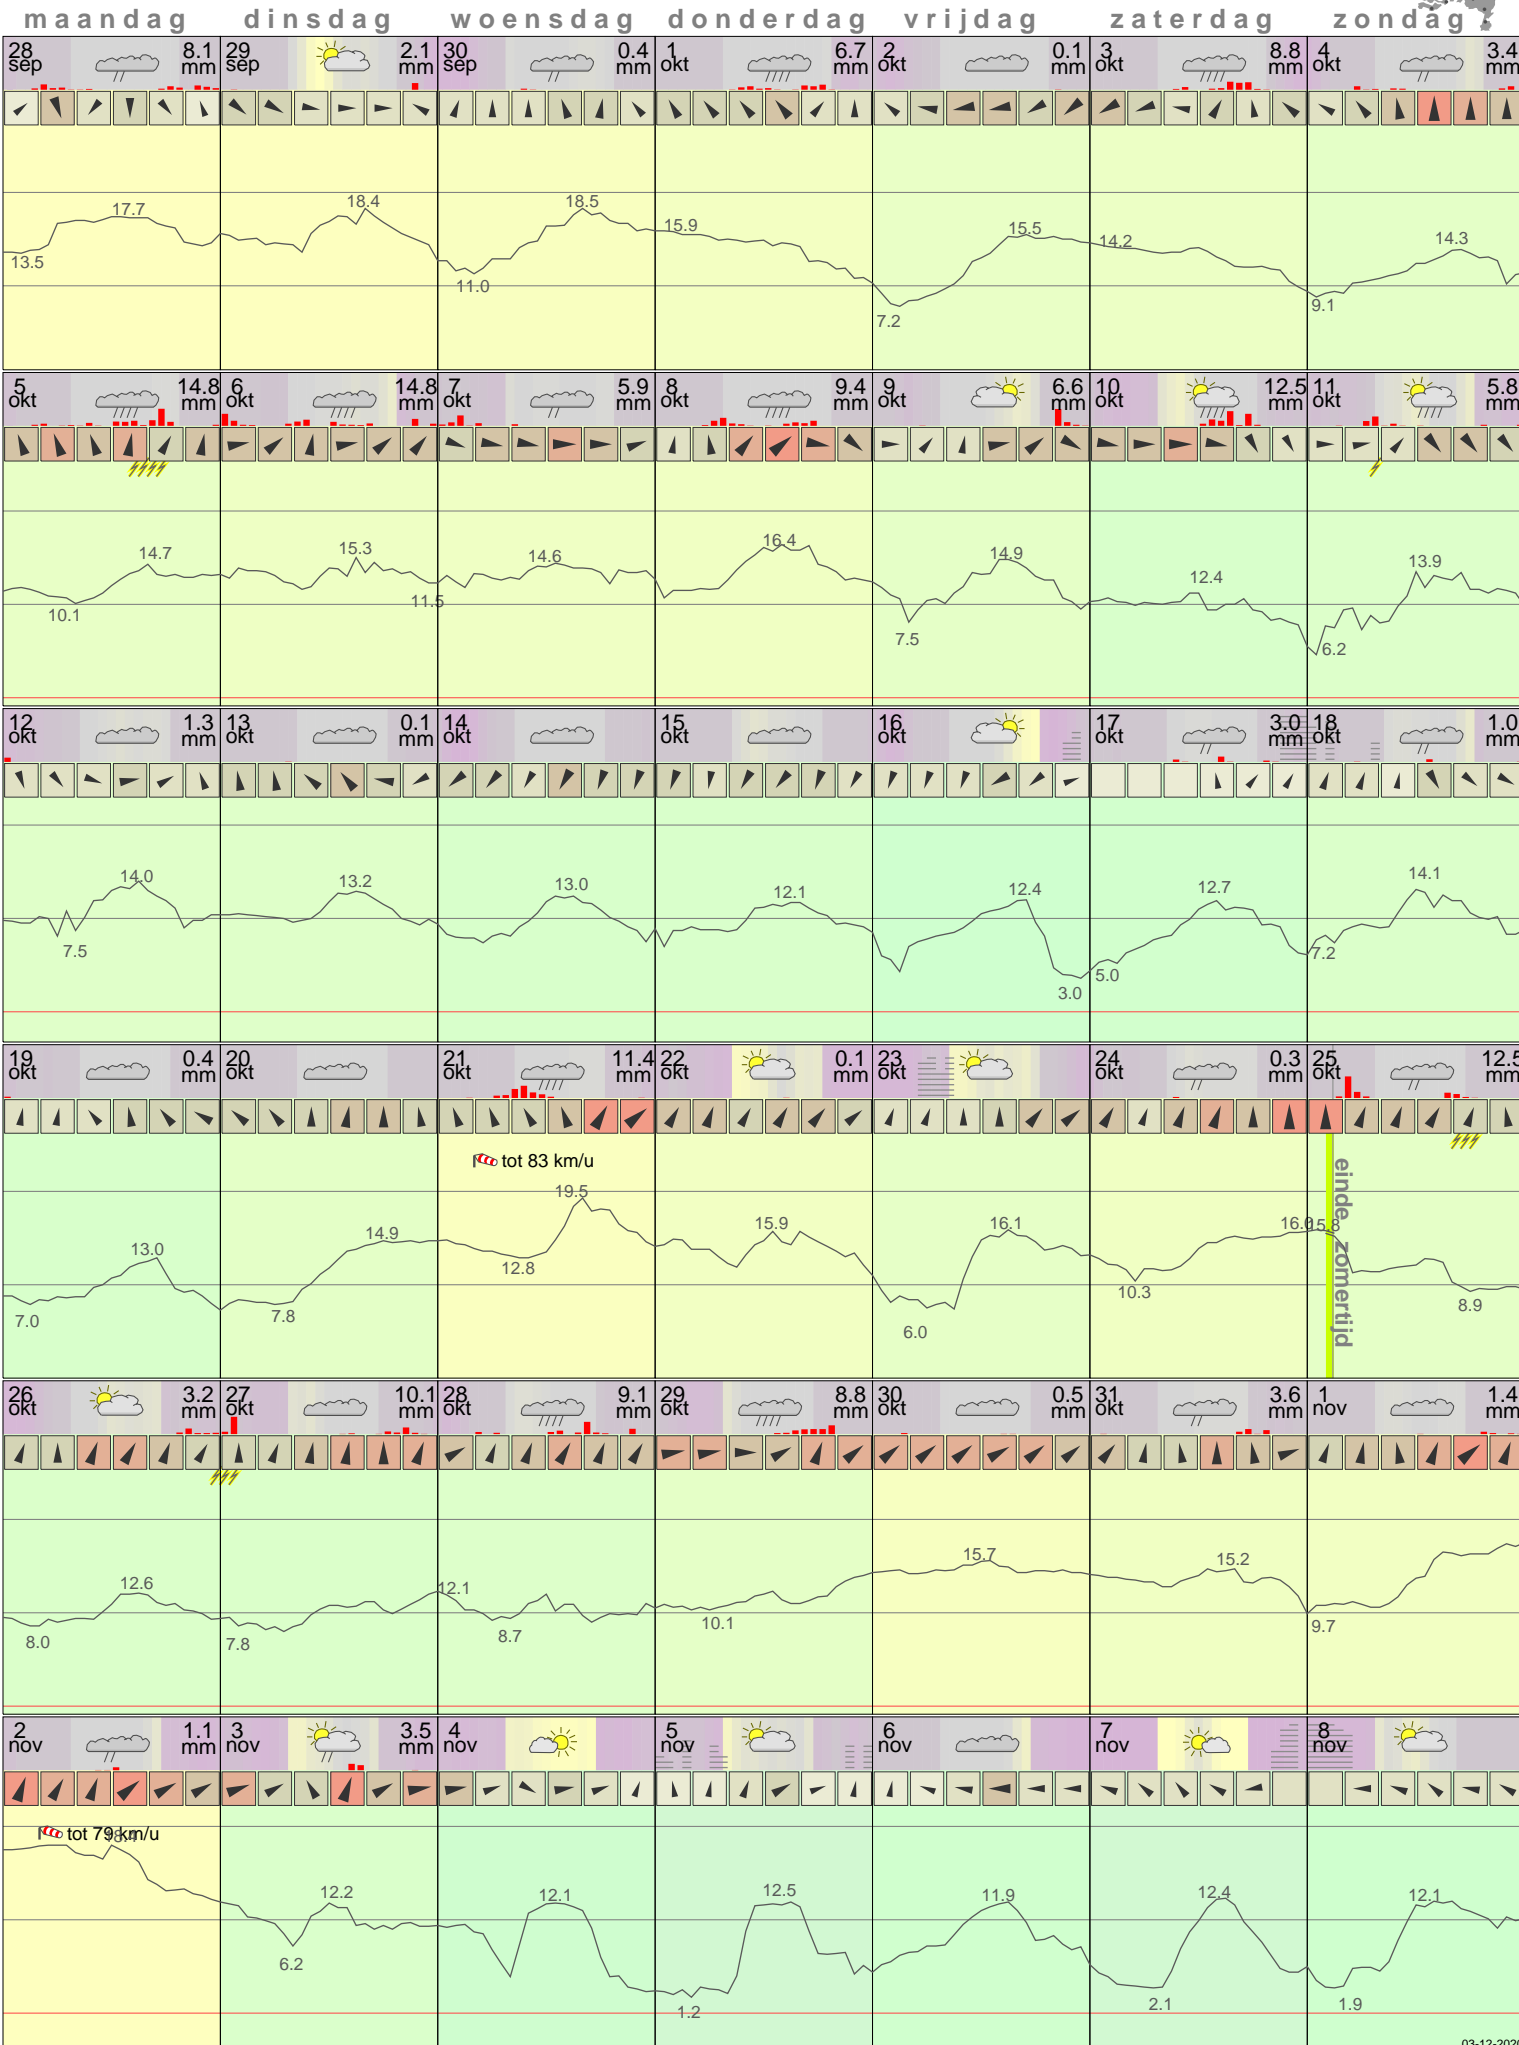 maandag dinsdag woensdag donderdag vrijdag zaterdag zondag
28 8.1 29 2.1 30 0.4 1 6.7 2 0.1 3 8.8 4 3.4
sep mm sep mm sep mm okt mm okt mm okt mm okt mm
17.7 18.4 18.5 15.9 15.5 14.2 14.3
13.5 11.0 7.2 9.1
5 14.8 6 14.8 7 5.9 8 9.4 9 6.6 10 12.5 11 5.8
okt mm okt mm okt mm okt mm okt mm okt mm okt mm
14.7 15.3 14.6 16.4 14.9 12.4 13.9
10.1 11.5 7.5 6.2
12 1.3 13 0.1 14 15 16 17 3.0 18 1.0
okt mm okt mm okt okt okt okt mm okt mm
14.0 13.2 13.0 12.1 12.4 12.7 14.1
7.5 3.0 5.0 7.2
19 0.4 20 21 11.4 22 0.1 23 24 0.3 25 12.5
okt mm okt okt mm okt mm okt okt mm okt mm
tot 83 km/u
einde zomertijd
13.0 14.9 19.5 15.9 16.1 16.0 15.8
7.0 7.8 12.8 6.0 10.3 8.9
26 3.2 27 10.1 28 9.1 29 8.8 30 0.5 31 3.6 1 1.4
okt mm okt mm okt mm okt mm okt mm okt mm nov mm
12.6 12.1 15.7 15.2
8.0 7.8 8.7 10.1 9.7
2 1.1 3 3.5 4 5 6 7 8
nov mm nov mm nov nov nov nov nov
tot 79 km/u 18.4
12.2 12.1 12.5 11.9 12.4 12.1
6.2 1.2 2.1 1.9
03-12-2020